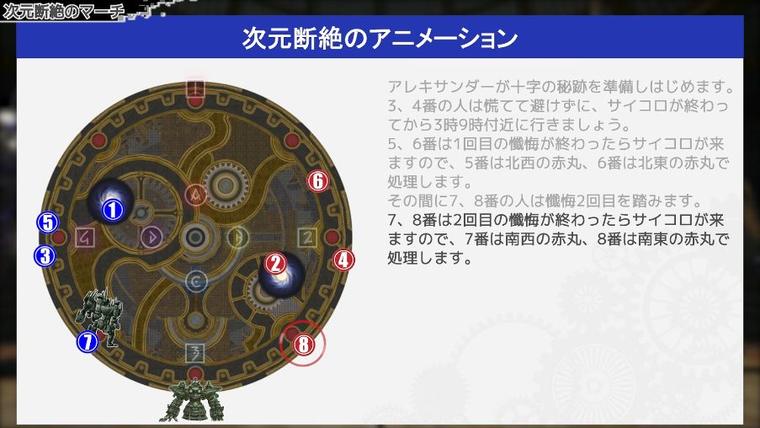 次元断絶のマーチ
次元断絶のアニメーション
アレキサンダーが十字の秘跡を準備しはじめます。
3、4番の人は慌てて避けずに、サイコロが終わっ
てから3時9時付近に行きましょう。
5、6番は1回目の懺悔が終わったらサイコロが来
ますので、5番は北西の赤丸、6番は北東の赤丸で
処理します。
その間に7、8番の人は懺悔2回目を踏みます。
7、8番は2回目の懺悔が終わったらサイコロが来
ますので、7番は南西の赤丸、8番は南東の赤丸で
処理します。
1
A
6
1
5
4
D
B
2
3
2
4
C
7
8
3